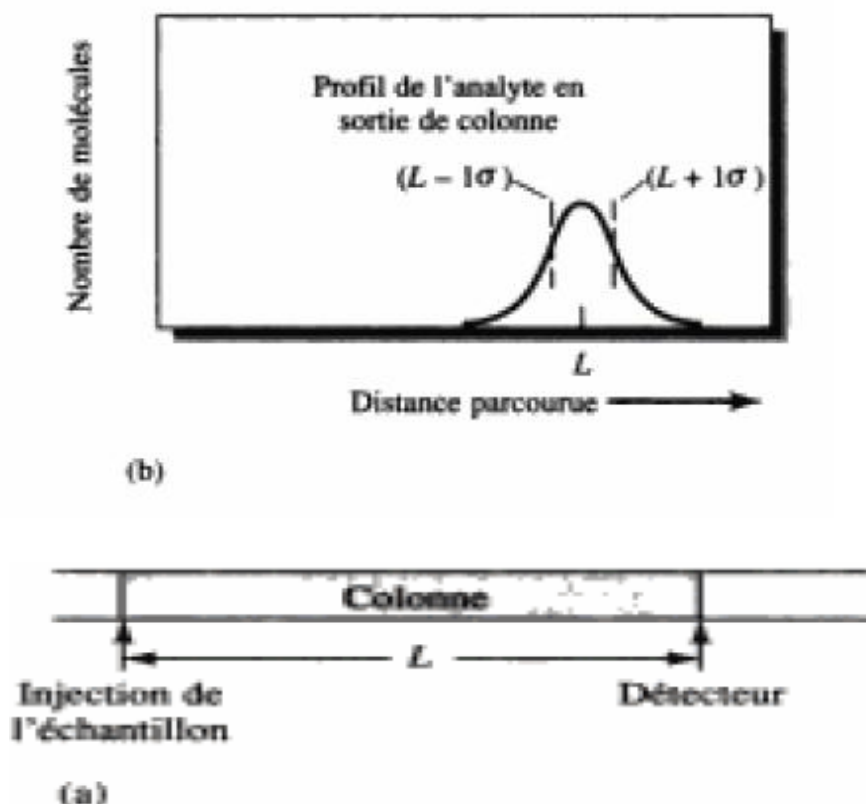 Nombre de molécules
Profil de l'analyte en
sortie de colonne
(L – 1σ)
(L + 1σ)
L
Distance parcourue
(b)
Colonne
L
Injection de
l'échantillon
Détecteur
(a)